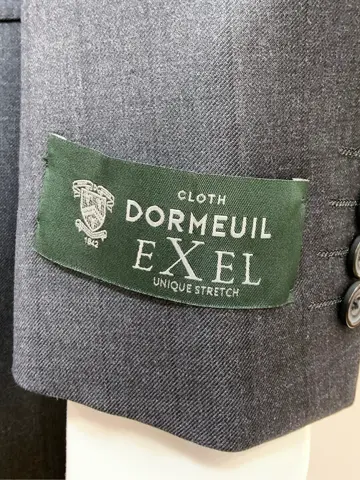 CLOTH
DORMEUIL
EXEL
UNIQUE STRETCH
1842